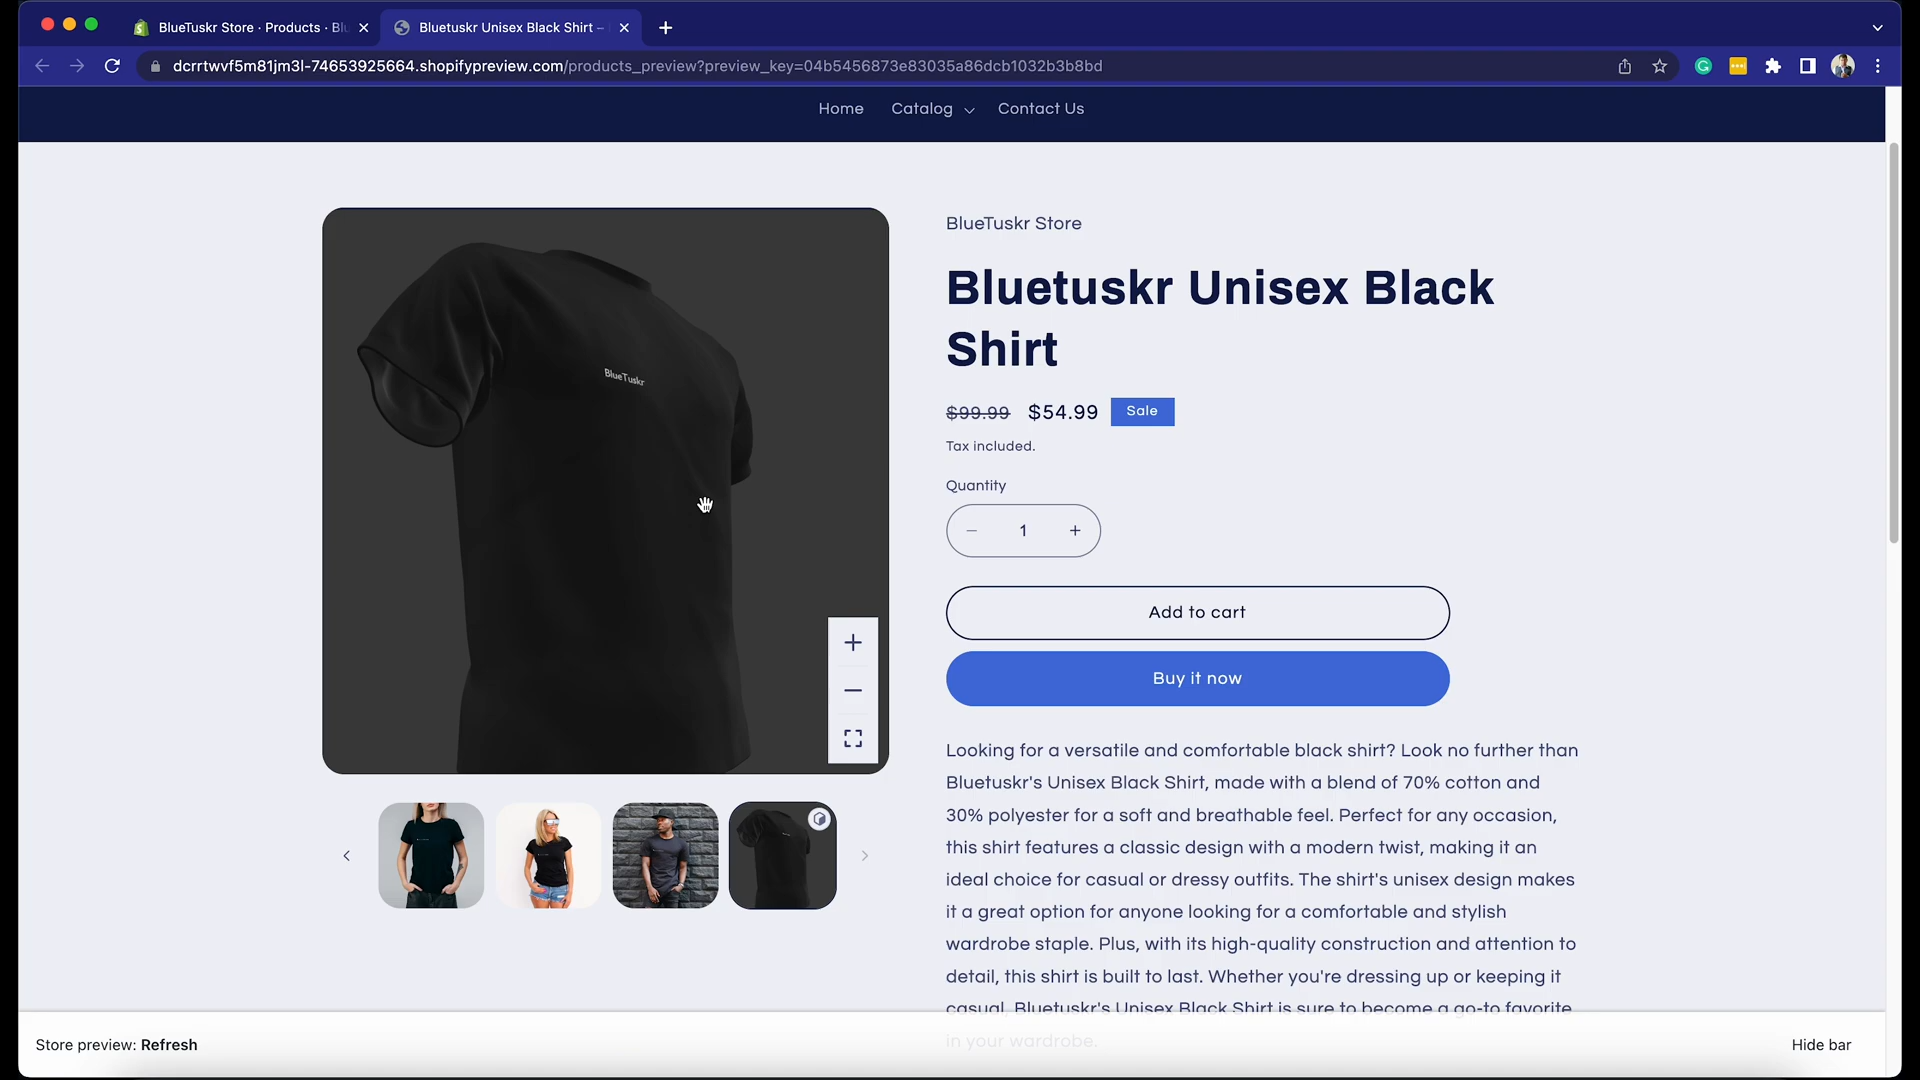 BlueTuskr Store · Products · Bl
Bluetuskr Unisex Black Shirt –
dcrrtwvf5m81jm3l-74653925664.shopifypreview.com/products_preview?preview_key=04b5456873e83035a86dcb1032b3b8bd
Home Catalog Contact Us
BlueTuskr
BlueTuskr Store
Bluetuskr Unisex Black
Shirt
$99.99 $54.99 Sale
Tax included.
Quantity
− 1 +
Add to cart
Buy it now
Looking for a versatile and comfortable black shirt? Look no further than
Bluetuskr's Unisex Black Shirt, made with a blend of 70% cotton and
30% polyester for a soft and breathable feel. Perfect for any occasion,
this shirt features a classic design with a modern twist, making it an
ideal choice for casual or dressy outfits. The shirt's unisex design makes
it a great option for anyone looking for a comfortable and stylish
wardrobe staple. Plus, with its high-quality construction and attention to
detail, this shirt is built to last. Whether you're dressing up or keeping it
casual, Bluetuskr's Unisex Black Shirt is sure to become a go-to favorite
in your wardrobe.
Store preview: Refresh
Hide bar